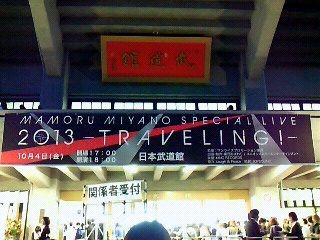 武道館
MAMORU MIYANO SPECIAL LIVE
2013 -TRAVELING!-
10月4日(金)
開場17:00
開演18:00
日本武道館
関係者受付